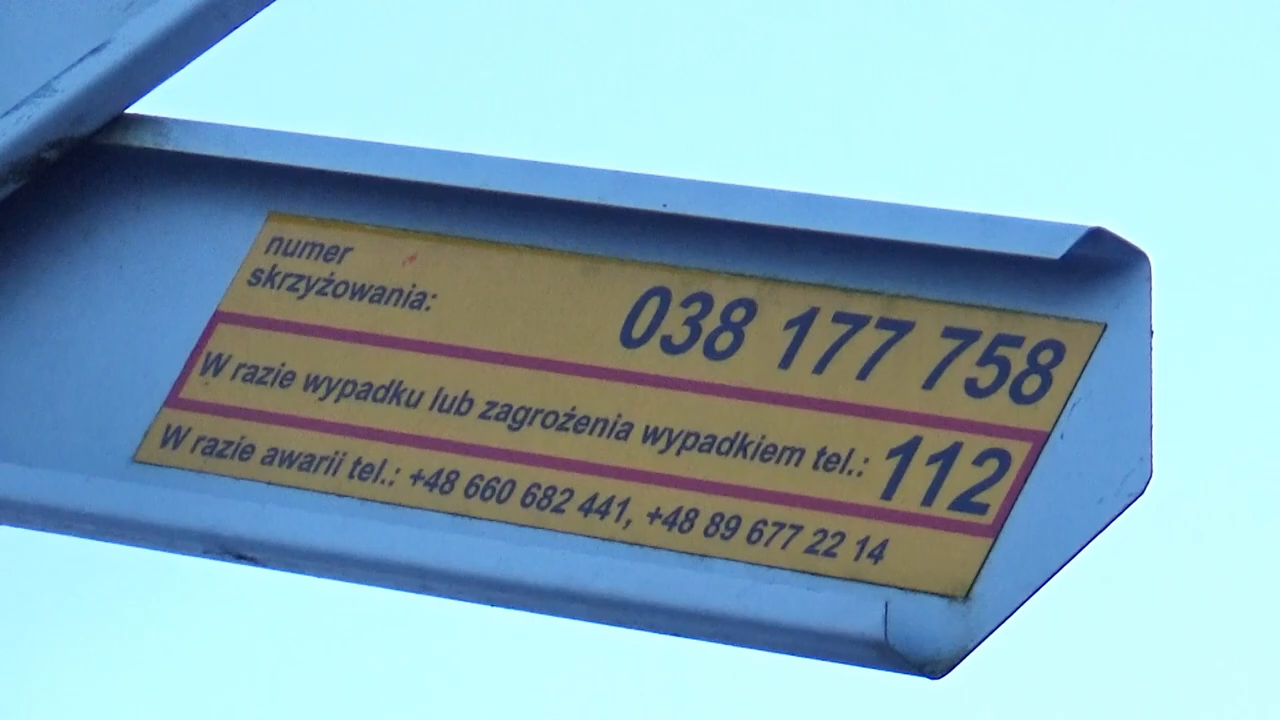 numer
skrzyżowania:
038 177 758
W razie wypadku lub zagrożenia wypadkiem tel.: 112
W razie awarii tel.: +48 660 682 441, +48 89 677 22 14